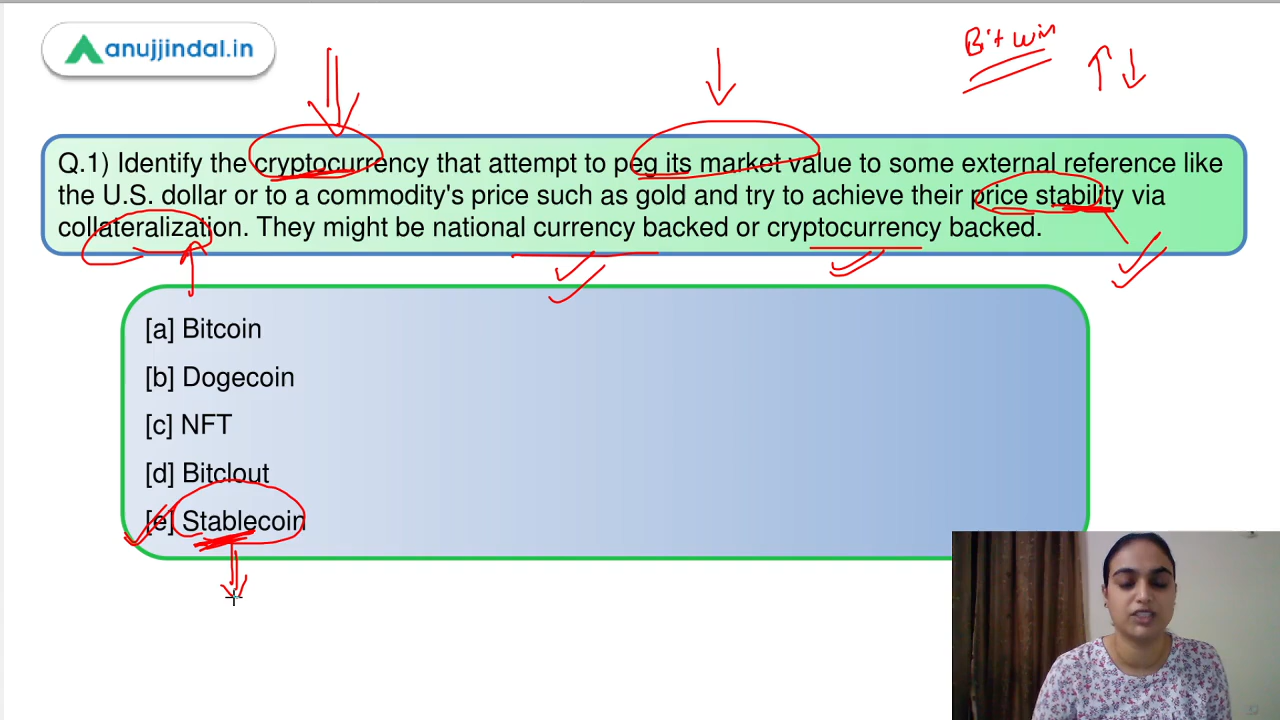 anujjindal.in
Bitcoin
Q.1) Identify the cryptocurrency that attempt to peg its market value to some external reference like
the U.S. dollar or to a commodity's price such as gold and try to achieve their price stability via
collateralization. They might be national currency backed or cryptocurrency backed.
[a] Bitcoin
[b] Dogecoin
[c] NFT
[d] Bitclout
[e] Stablecoin